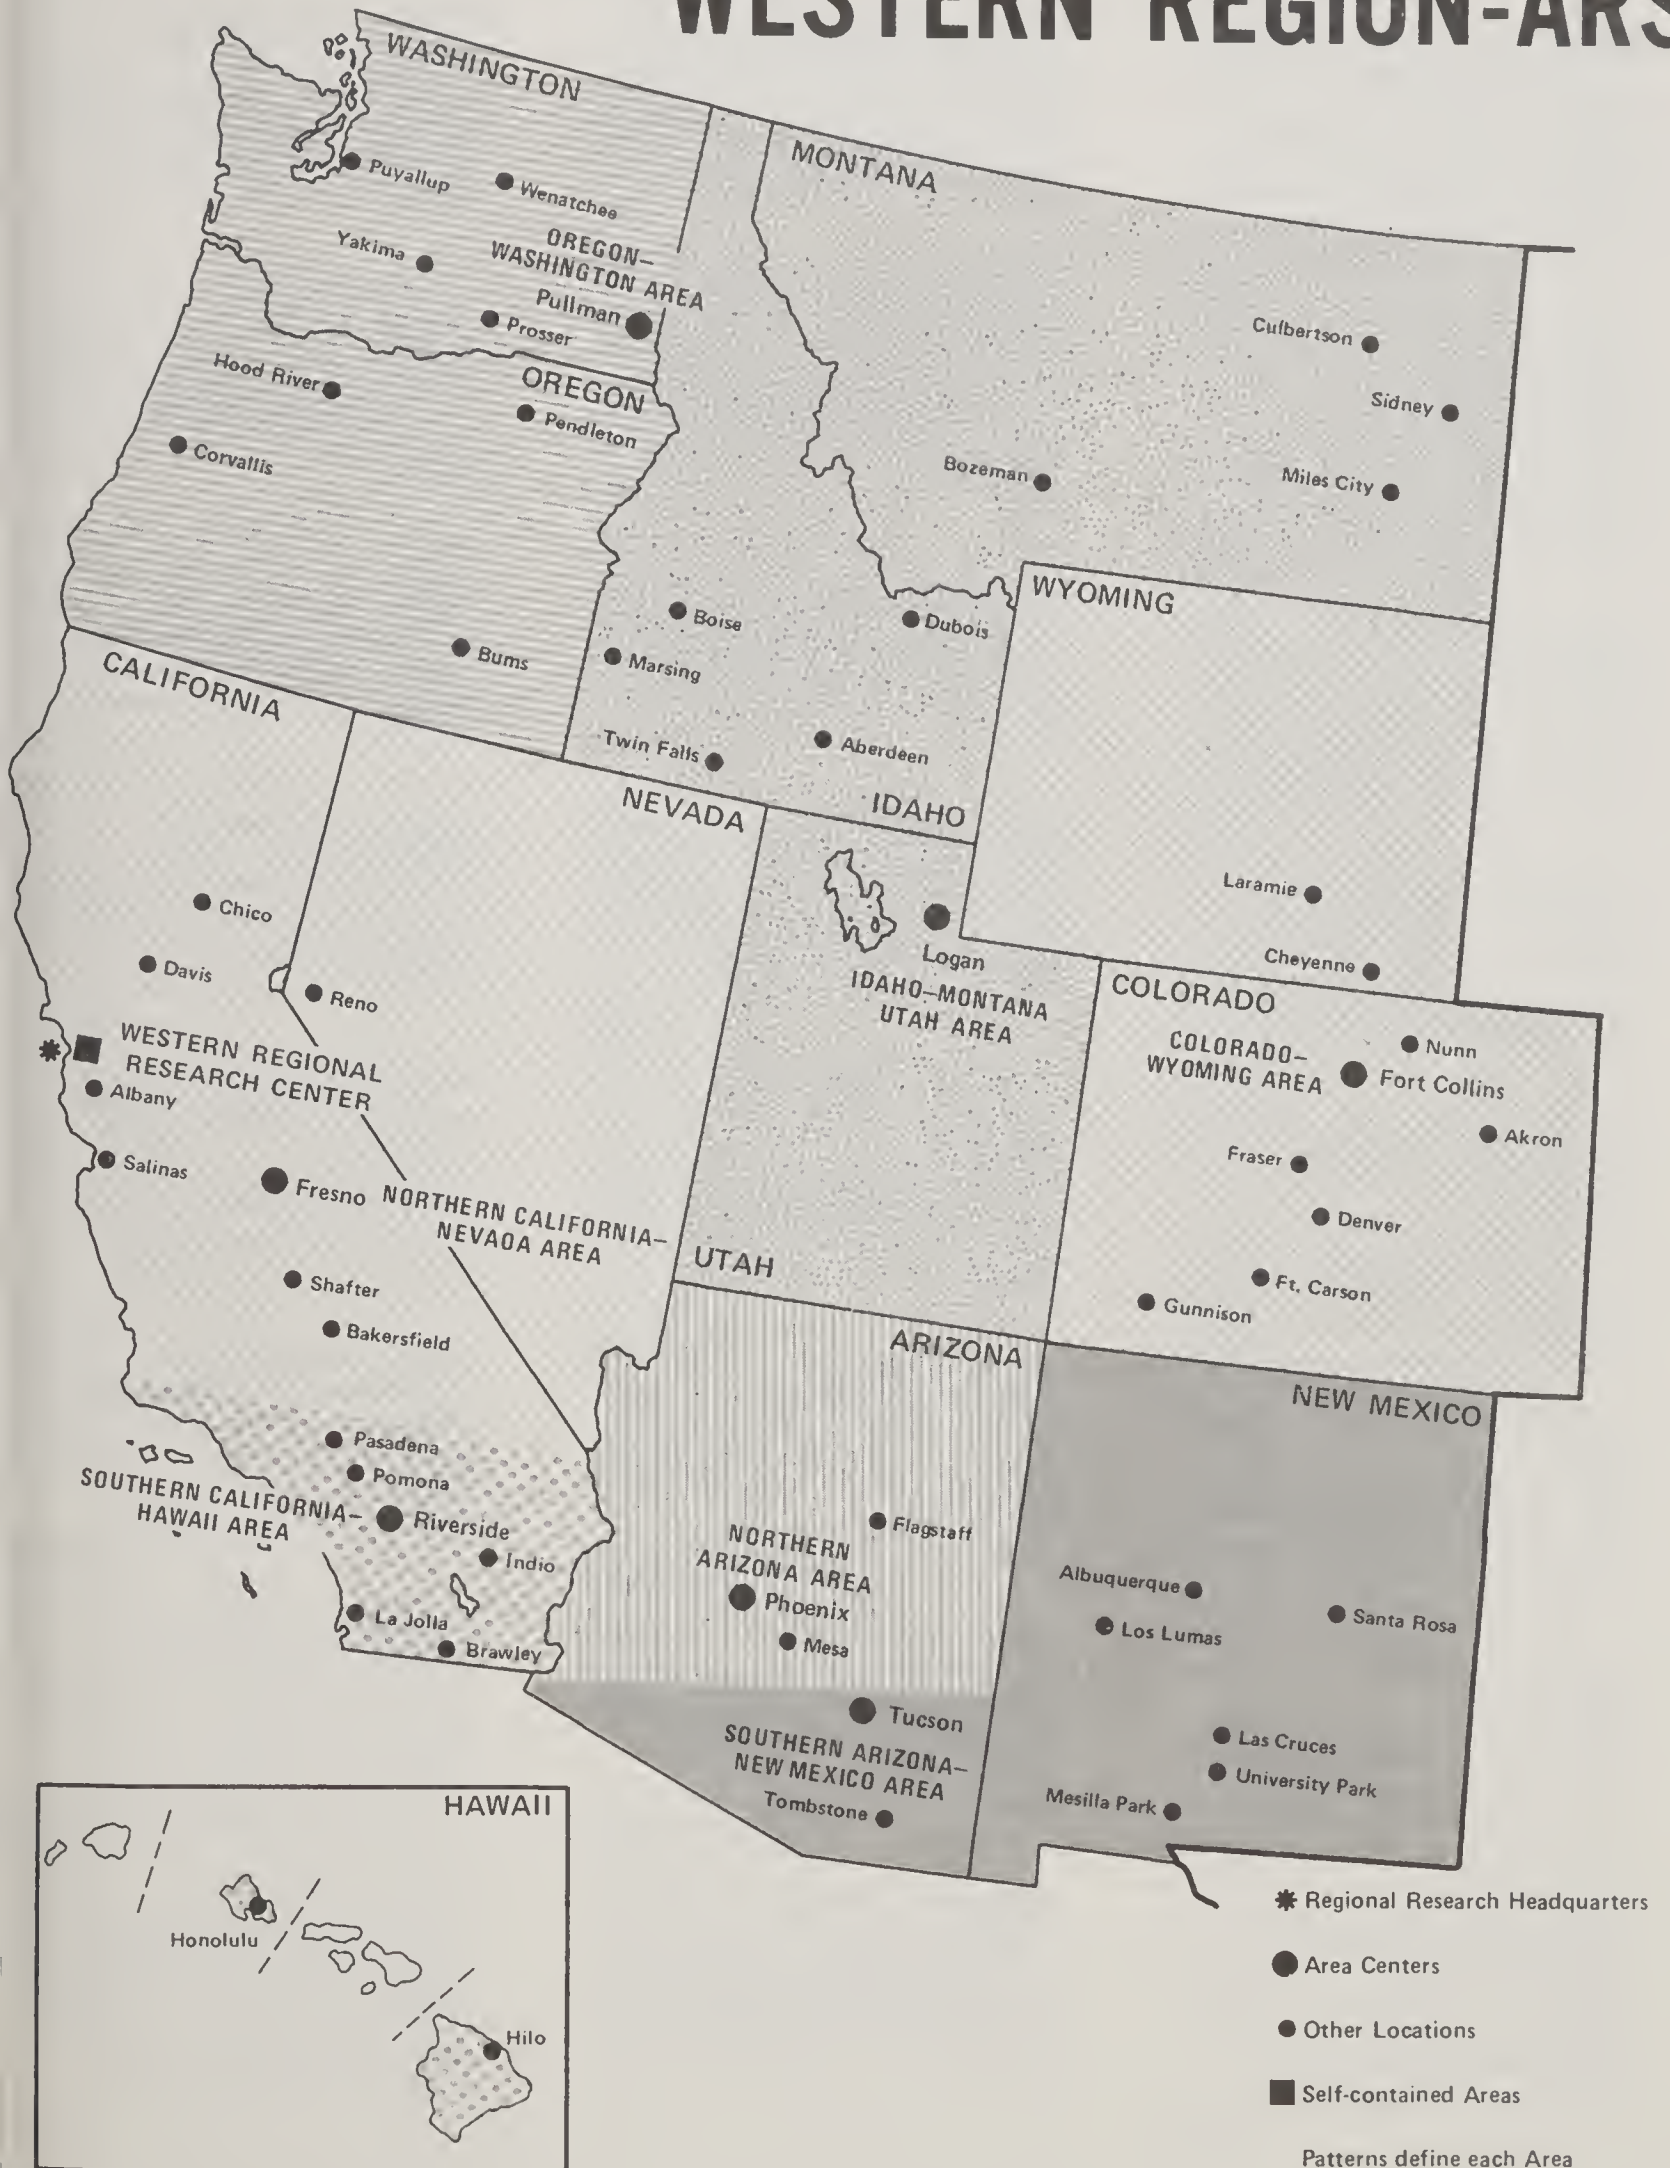 WESTERN REGION-ARS
WASHINGTON
Puyallup
Wenatchee
Yakima
OREGON–
WASHINGTON AREA
Pullman
Prosser
MONTANA
Culbertson
Sidney
Bozeman
Miles City
Hood River
OREGON
Pendleton
Corvallis
Bums
Boise
Dubois
Marsing
Twin Falls
Aberdeen
IDAHO
WYOMING
Laramie
Cheyenne
CALIFORNIA
NEVADA
Chico
Davis
Reno
WESTERN REGIONAL
RESEARCH CENTER
Albany
Salinas
Fresno
NORTHERN CALIFORNIA–
NEVAOA AREA
Shafter
Bakersfield
Logan
IDAHO–MONTANA
UTAH AREA
UTAH
COLORADO
COLORADO–
WYOMING AREA
Nunn
Fort Collins
Akron
Fraser
Denver
Ft. Carson
Gunnison
Pasadena
Pomona
SOUTHERN CALIFORNIA–
HAWAII AREA
Riverside
Indio
La Jolla
Brawley
ARIZONA
Flagstaff
NORTHERN
ARIZONA AREA
Phoenix
Mesa
Tucson
SOUTHERN ARIZONA–
NEW MEXICO AREA
Tombstone
NEW MEXICO
Albuquerque
Santa Rosa
Los Lumas
Las Cruces
University Park
Mesilla Park
HAWAII
Honolulu
Hilo
Regional Research Headquarters
Area Centers
Other Locations
Self-contained Areas
Patterns define each Area